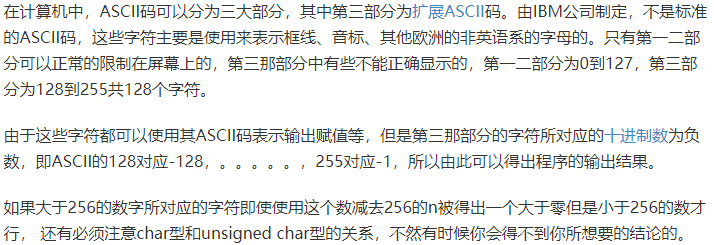 在计算机中，ASCII码可以分为三大部分，其中第三部分为扩展ASCII码。由IBM公司制定，不是标准
的ASCII码，这些字符主要是使用来表示框线、音标、其他欧洲的非英语系的字母的。只有第一二部
分可以正常的限制在屏幕上的，第三那部分中有些不能正确显示的，第一二部分为0到127，第三部
分为128到255共128个字符。
由于这些字符都可以使用其ASCII码表示输出赋值等，但是第三那部分的字符所对应的十进制数为负
数，即ASCII的128对应-128，。。。。。。，255对应-1，所以由此可以得出程序的输出结果。
如果大于256的数字所对应的字符即使使用这个数减去256的n被得出一个大于零但是小于256的数才
行， 还有必须注意char型和unsigned char型的关系，不然有时候你会得不到你所想要的结论的。